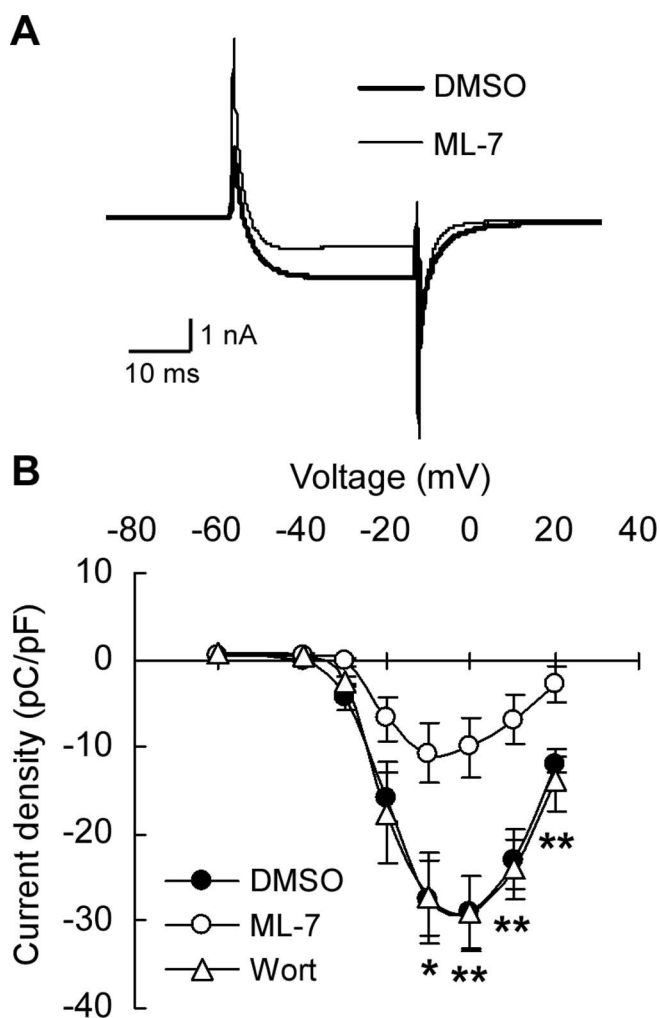 A
DMSO
ML-7
1 nA
10 ms
B
Voltage (mV)
-80 -60 -40 -20 0 20 40
Current density (pC/pF)
10
0
-10
-20
-30
-40
DMSO
ML-7
Wort
* ** ** **